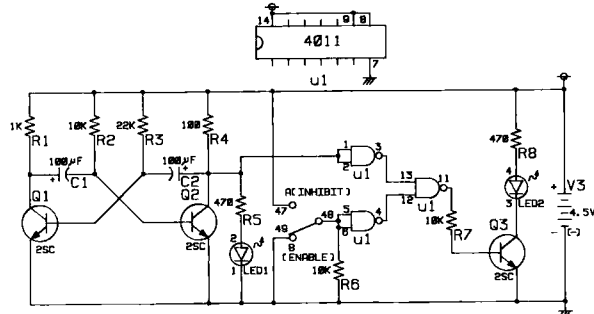 14 9 8
4011
7
u1
1K R1
10K R2
22K R3
100 R4
470 R8
100μF
+ C1
100μF
+ C2
Q1
2SC
Q2
2SC
470 R5
2
1 LED1
A(INHIBIT)
47
48
49
B
(ENABLE)
10K R6
1
2
3
u1
5
6
4
u1
13
12
11
u1
10K R7
4
3 LED2
Q3
2SC
+ V3
4.5V
- (-)